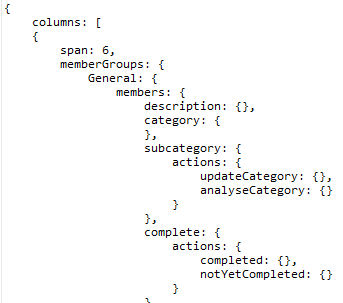 {
    columns: [
    {
        span: 6,
        memberGroups: {
            General: {
                members: {
                    description: {},
                    category: {
                    },
                    subcategory: {
                        actions: {
                            updateCategory: {},
                            analyseCategory: {}
                        }
                    },
                    complete: {
                        actions: {
                            completed: {},
                            notYetCompleted: {}
                        }
                    }